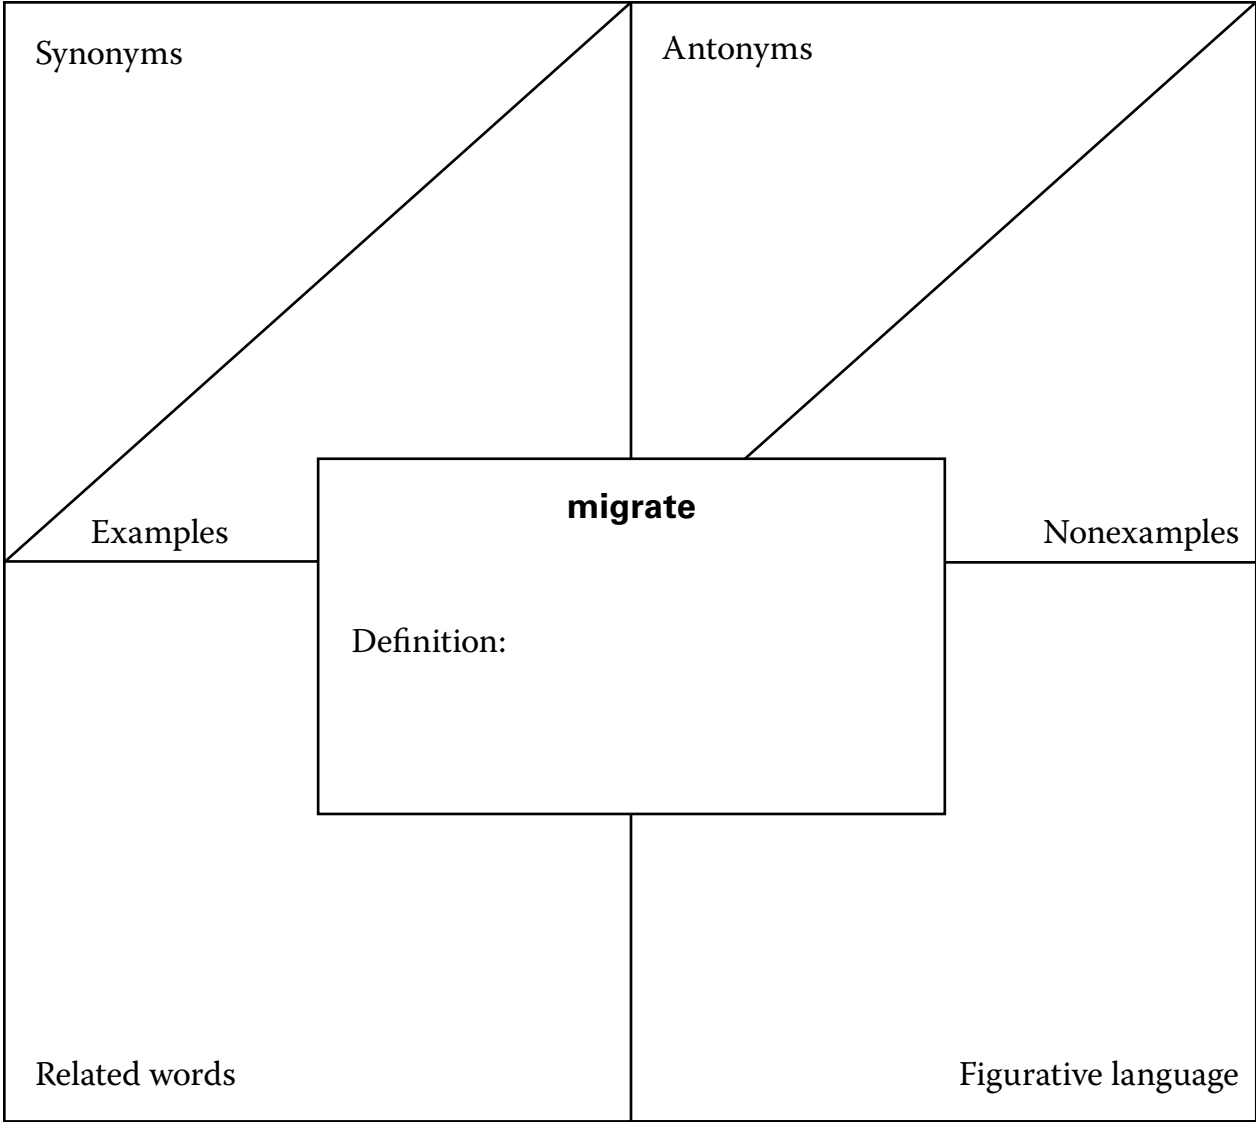 Synonyms
Antonyms
Examples
migrate
Nonexamples
Definition:
Related words
Figurative language